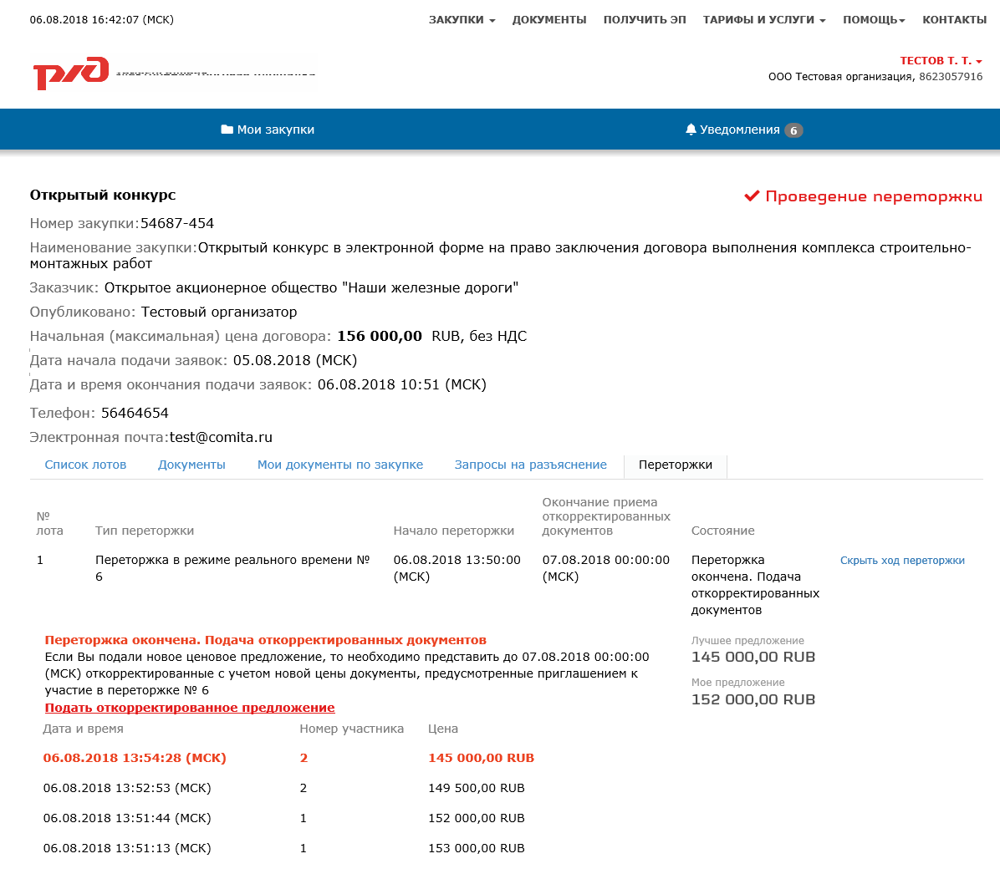 06.08.2018 16:42:07 (МСК)
ЗАКУПКИ ДОКУМЕНТЫ ПОЛУЧИТЬ ЭП ТАРИФЫ И УСЛУГИ ПОМОЩЬ КОНТАКТЫ
ТЕСТОВ Т. Т.
ООО Тестовая организация, 8623057916
Мои закупки
Уведомления 6
Открытый конкурс
Проведение переторжки
Номер закупки:54687-454
Наименование закупки:Открытый конкурс в электронной форме на право заключения договора выполнения комплекса строительно-
монтажных работ
Заказчик: Открытое акционерное общество "Наши железные дороги"
Опубликовано: Тестовый организатор
Начальная (максимальная) цена договора: 156 000,00 RUB, без НДС
Дата начала подачи заявок: 05.08.2018 (МСК)
Дата и время окончания подачи заявок: 06.08.2018 10:51 (МСК)
Телефон: 56464654
Электронная почта:test@comita.ru
Список лотов Документы Мои документы по закупке Запросы на разъяснение Переторжки
№
лота
Тип переторжки
Начало переторжки
Окончание приема
откорректированных
документов
Состояние
1
Переторжка в режиме реального времени №
6
06.08.2018 13:50:00
(МСК)
07.08.2018 00:00:00
(МСК)
Переторжка
окончена. Подача
откорректированных
документов
Скрыть ход переторжки
Переторжка окончена. Подача откорректированных документов
Если Вы подали новое ценовое предложение, то необходимо представить до 07.08.2018 00:00:00
(МСК) откорректированные с учетом новой цены документы, предусмотренные приглашением к
участие в переторжке № 6
Подать откорректированное предложение
Лучшее предложение
145 000,00 RUB
Мое предложение
152 000,00 RUB
Дата и время Номер участника Цена
06.08.2018 13:54:28 (МСК) 2 145 000,00 RUB
06.08.2018 13:52:53 (МСК) 2 149 500,00 RUB
06.08.2018 13:51:44 (МСК) 1 152 000,00 RUB
06.08.2018 13:51:13 (МСК) 1 153 000,00 RUB